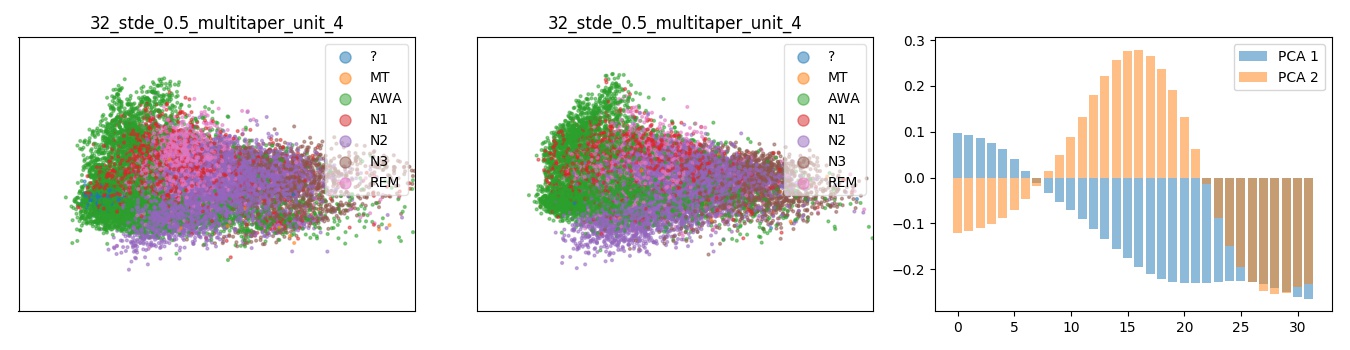 32_stde_0.5_multitaper_unit_4
?
MT
AWA
N1
N2
N3
REM
32_stde_0.5_multitaper_unit_4
?
MT
AWA
N1
N2
N3
REM
PCA 1
PCA 2
0.3
0.2
0.1
0.0
−0.1
−0.2
0
5
10
15
20
25
30